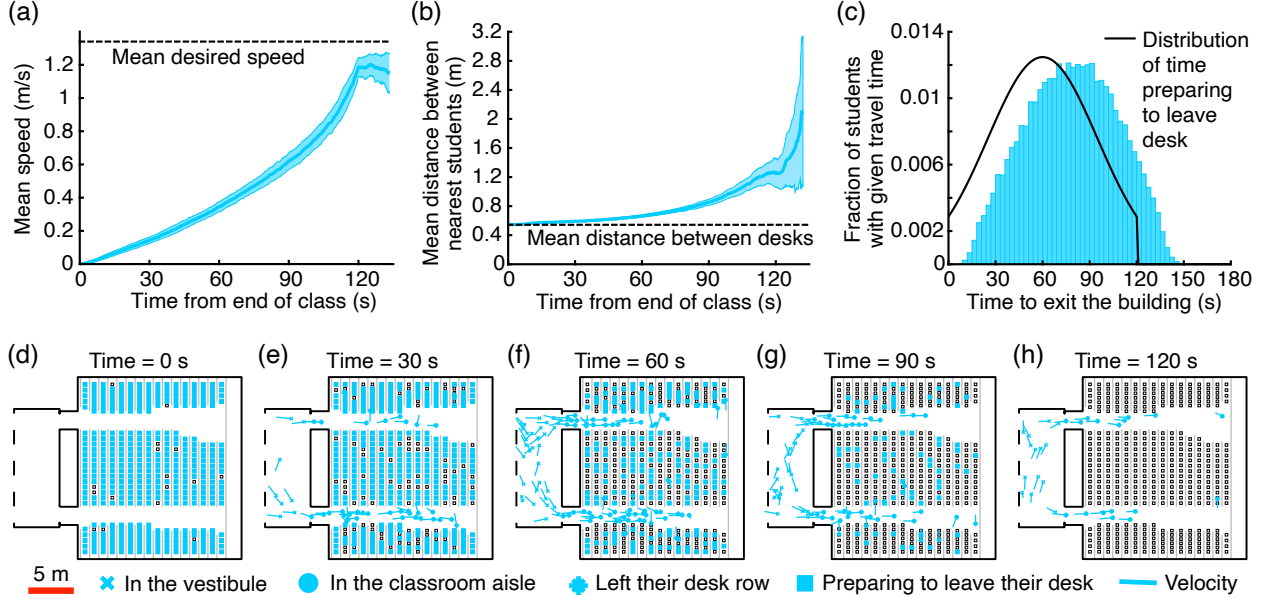 (a)
Mean speed (m/s)
1.2
1
0.8
0.6
0.4
0.2
0
Mean desired speed
0
30
60
90
120
Time from end of class (s)
(b)
Mean distance between
nearest students (m)
3.2
2.8
2.4
2
1.6
1.2
0.8
0.4
0
Mean distance between desks
0
30
60
90
120
Time from end of class (s)
(c)
Fraction of students
with given travel time
0.014
0.01
0.006
0.002
0
Distribution
of time
preparing
to leave
desk
0
30
60
90
120
150
180
Time to exit the building (s)
(d)
Time = 0 s
(e)
Time = 30 s
(f)
Time = 60 s
(g)
Time = 90 s
(h)
Time = 120 s
5 m
In the vestibule
In the classroom aisle
Left their desk row
Preparing to leave their desk
Velocity